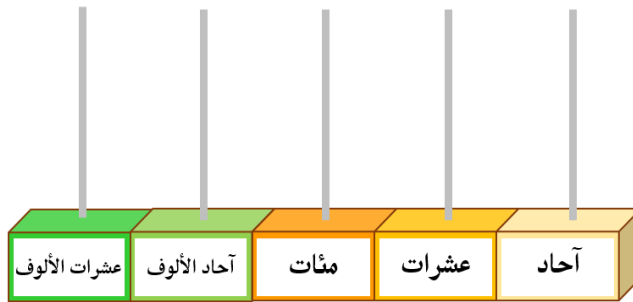 آحاد
عشرات
مئات
آحاد الألوف
عشرات الألوف